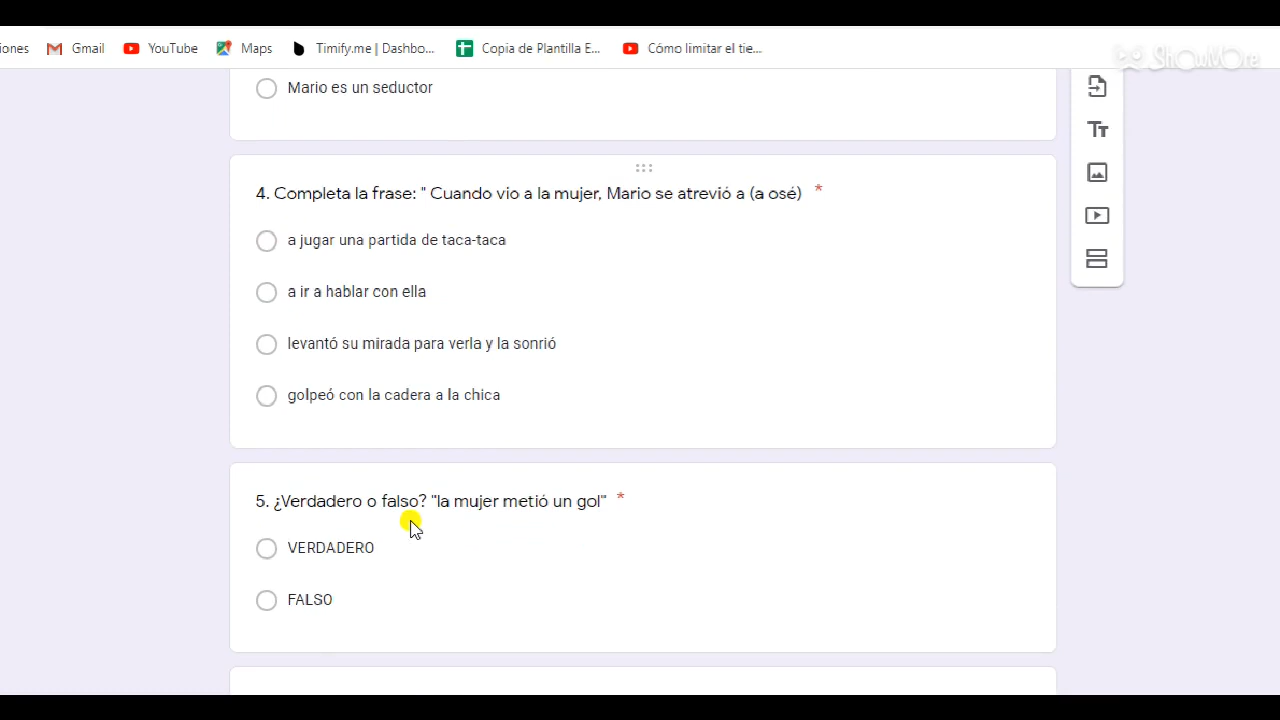 iones Gmail YouTube Maps Timify.me | Dashbo... Copia de Plantilla E... Cómo limitar el tie...
ShowMore
Mario es un seductor
4. Completa la frase: " Cuando vio a la mujer, Mario se atrevió a (a osé) *
a jugar una partida de taca-taca
a ir a hablar con ella
levantó su mirada para verla y la sonrió
golpeó con la cadera a la chica
5. ¿Verdadero o falso? "la mujer metió un gol" *
VERDADERO
FALSO